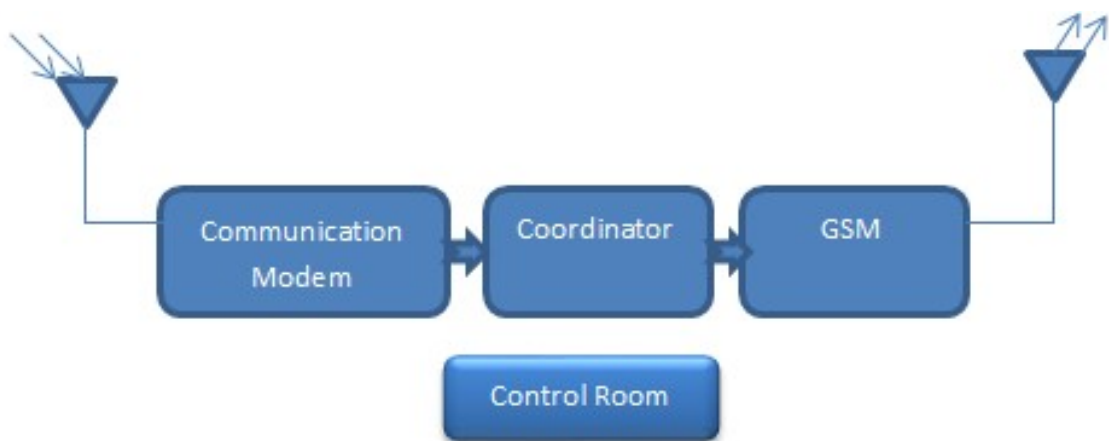 Communication
Modem
Coordinator
GSM
Control Room